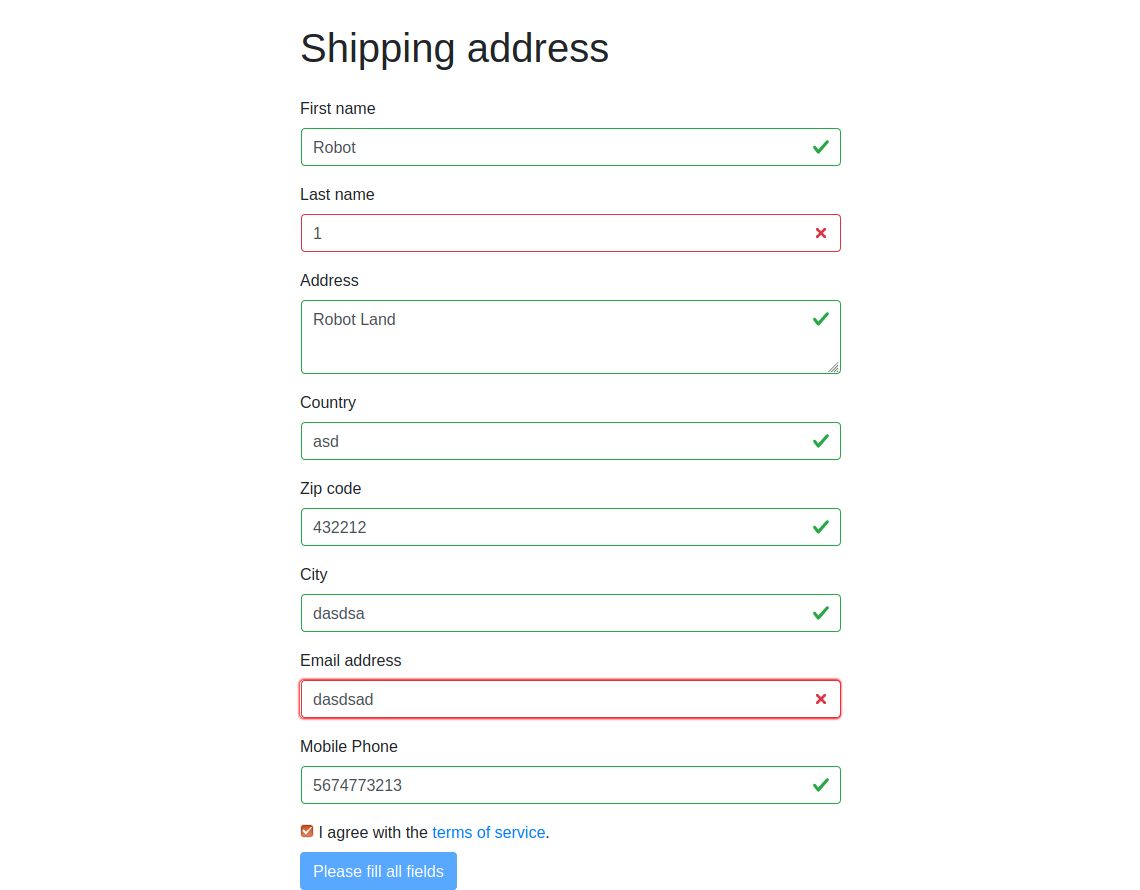 Shipping address
First name
Robot
Last name
1
Address
Robot Land
Country
asd
Zip code
432212
City
dasdsa
Email address
dasdsad
Mobile Phone
5674773213
I agree with the terms of service.
Please fill all fields